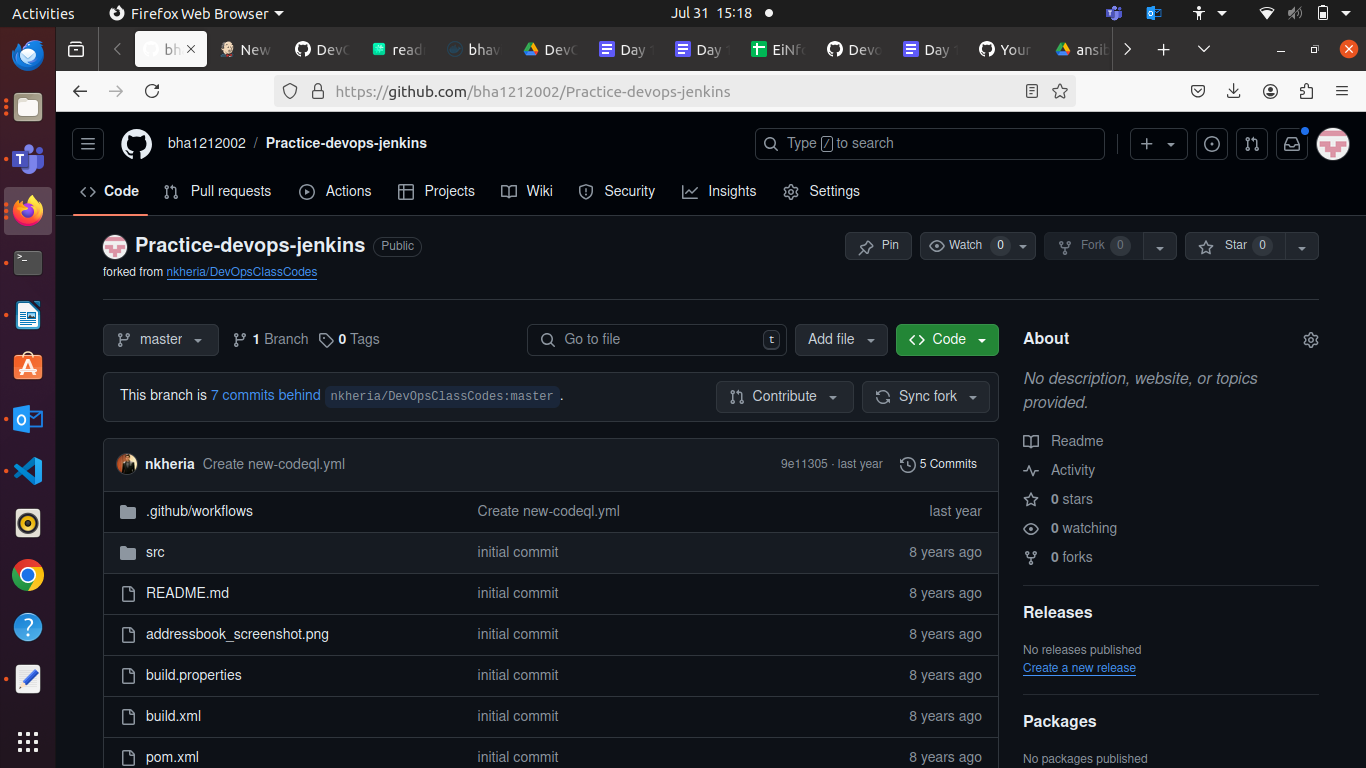 Activities Firefox Web Browser Jul 31 15:18
bh New DevO read bhav DevO Day Day EiNfo Devo Day Your ansib
https://github.com/bha1212002/Practice-devops-jenkins
bha1212002 / Practice-devops-jenkins Type / to search
Code Pull requests Actions Projects Wiki Security Insights Settings
Practice-devops-jenkins Public Pin Watch 0 Fork 0 Star 0
forked from nkheria/DevOpsClassCodes
master 1 Branch 0 Tags Go to file t Add file Code
This branch is 7 commits behind nkheria/DevOpsClassCodes:master . Contribute Sync fork
nkheria Create new-codeql.yml 9e11305 · last year 5 Commits
.github/workflows Create new-codeql.yml last year
src initial commit 8 years ago
README.md initial commit 8 years ago
addressbook_screenshot.png initial commit 8 years ago
build.properties initial commit 8 years ago
build.xml initial commit 8 years ago
pom.xml initial commit 8 years ago
About
No description, website, or topics
provided.
Readme
Activity
0 stars
0 watching
0 forks
Releases
No releases published
Create a new release
Packages
No packages published